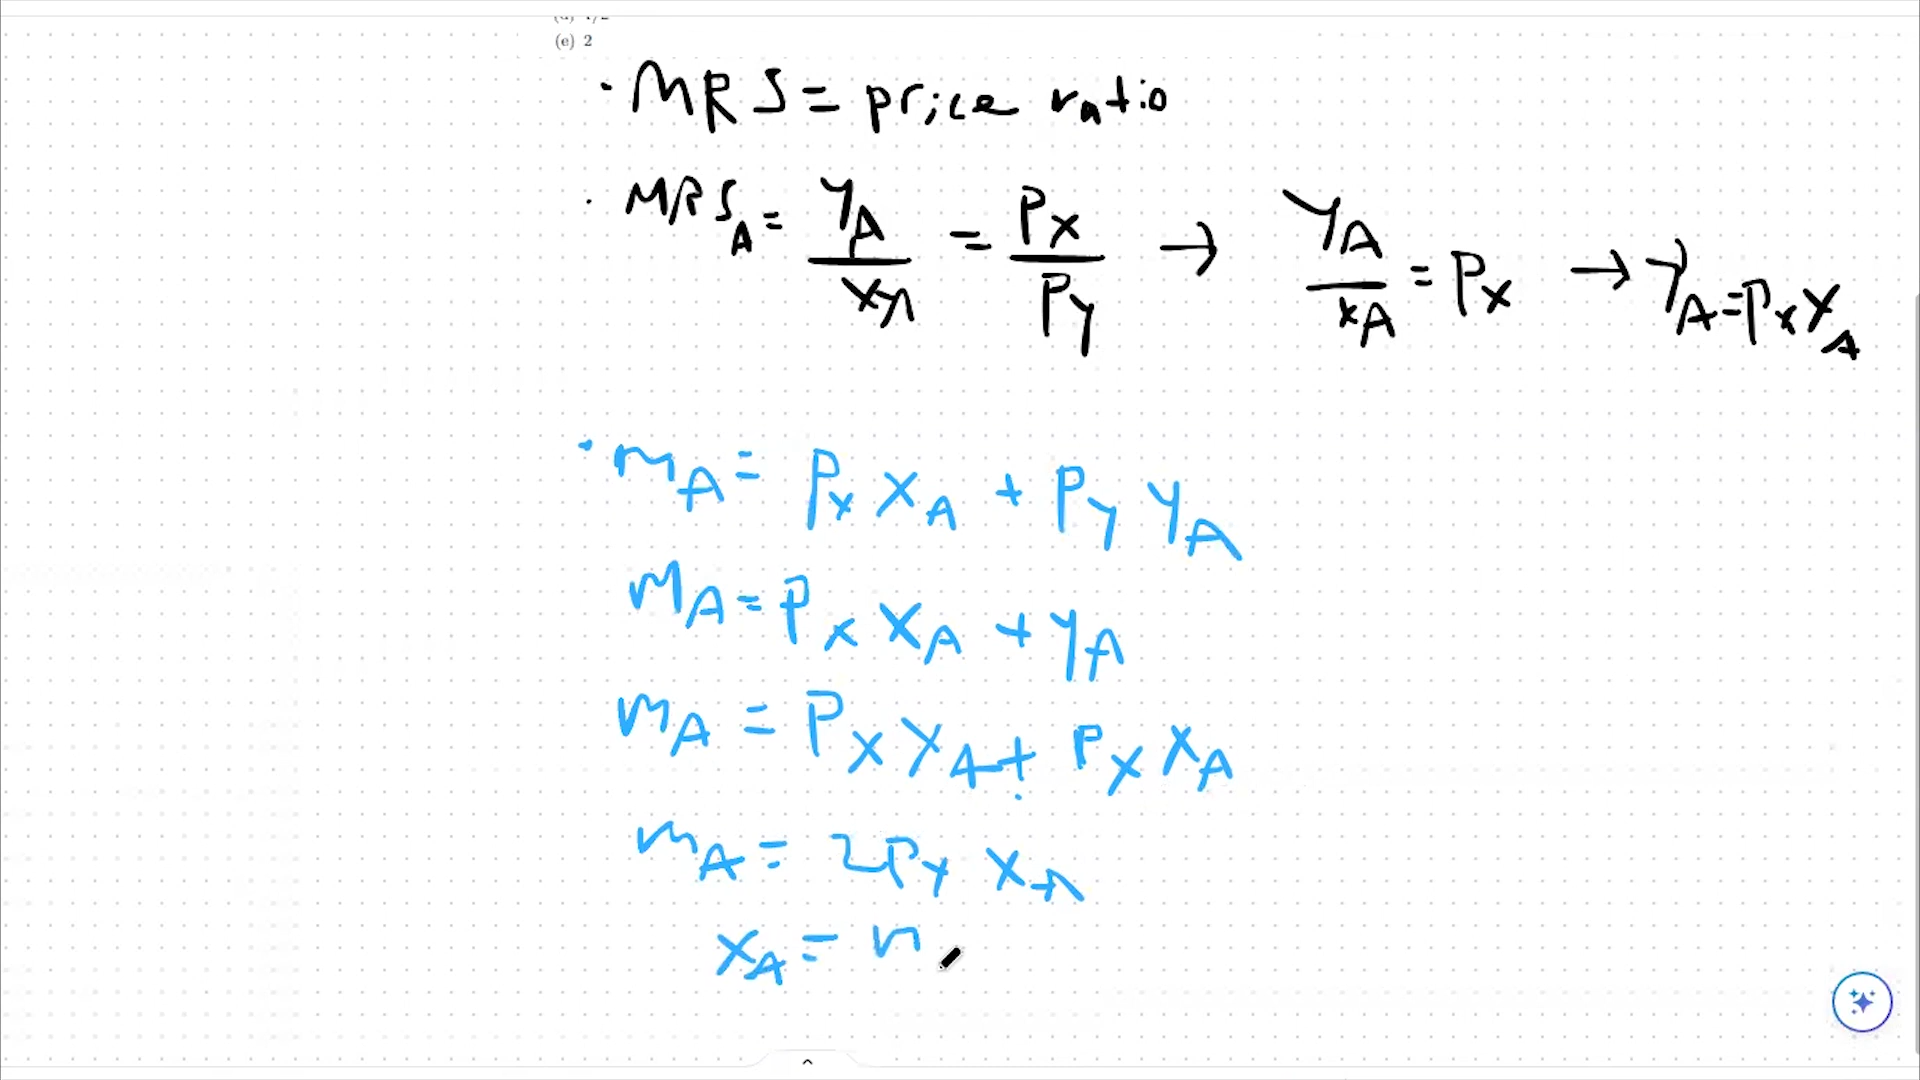 (e) 2
· MRS = price ratio
· MRS_A = Y_A / X_A = P_X / P_Y → Y_A / X_A = P_X → Y_A = P_X X_A
· m_A = P_X X_A + P_Y Y_A
m_A = P_X X_A + Y_A
m_A = P_X X_A + P_X X_A
m_A = 2P_X X_A
X_A = m